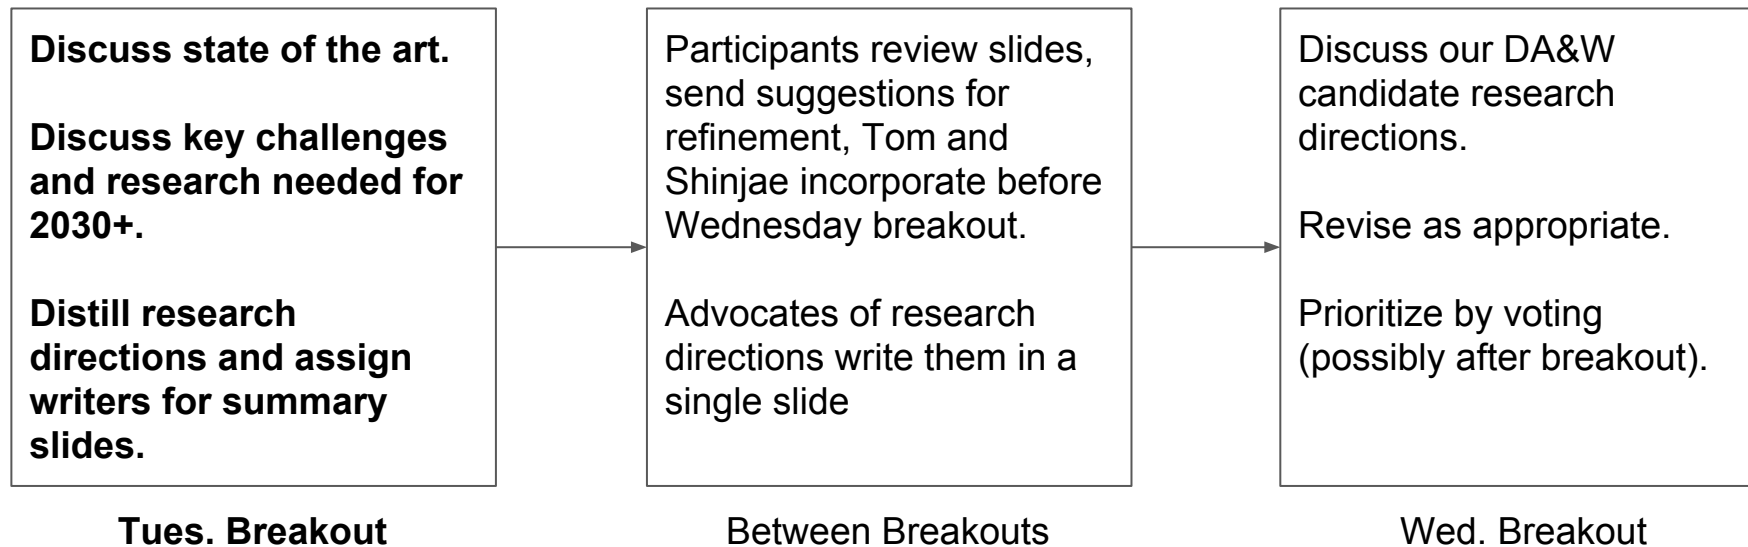 Discuss state of the art.
Discuss key challenges
and research needed for
2030+.
Distill research
directions and assign
writers for summary
slides.
Tues. Breakout
Participants review slides,
send suggestions for
refinement, Tom and
Shinjae incorporate before
Wednesday breakout.
Advocates of research
directions write them in a
single slide
Between Breakouts
Discuss our DA&W
candidate research
directions.
Revise as appropriate.
Prioritize by voting
(possibly after breakout).
Wed. Breakout